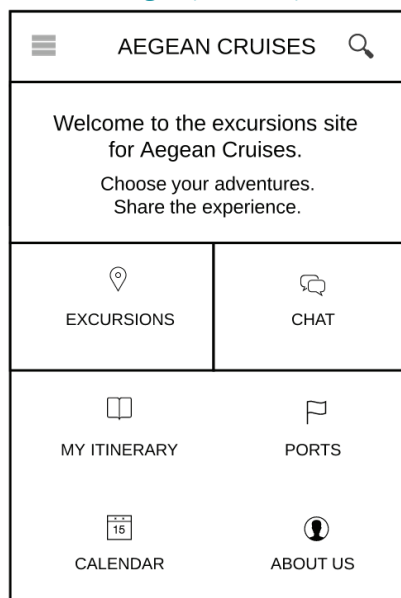 AEGEAN CRUISES
Welcome to the excursions site
for Aegean Cruises.
Choose your adventures.
Share the experience.
EXCURSIONS
CHAT
MY ITINERARY
PORTS
15
CALENDAR
ABOUT US